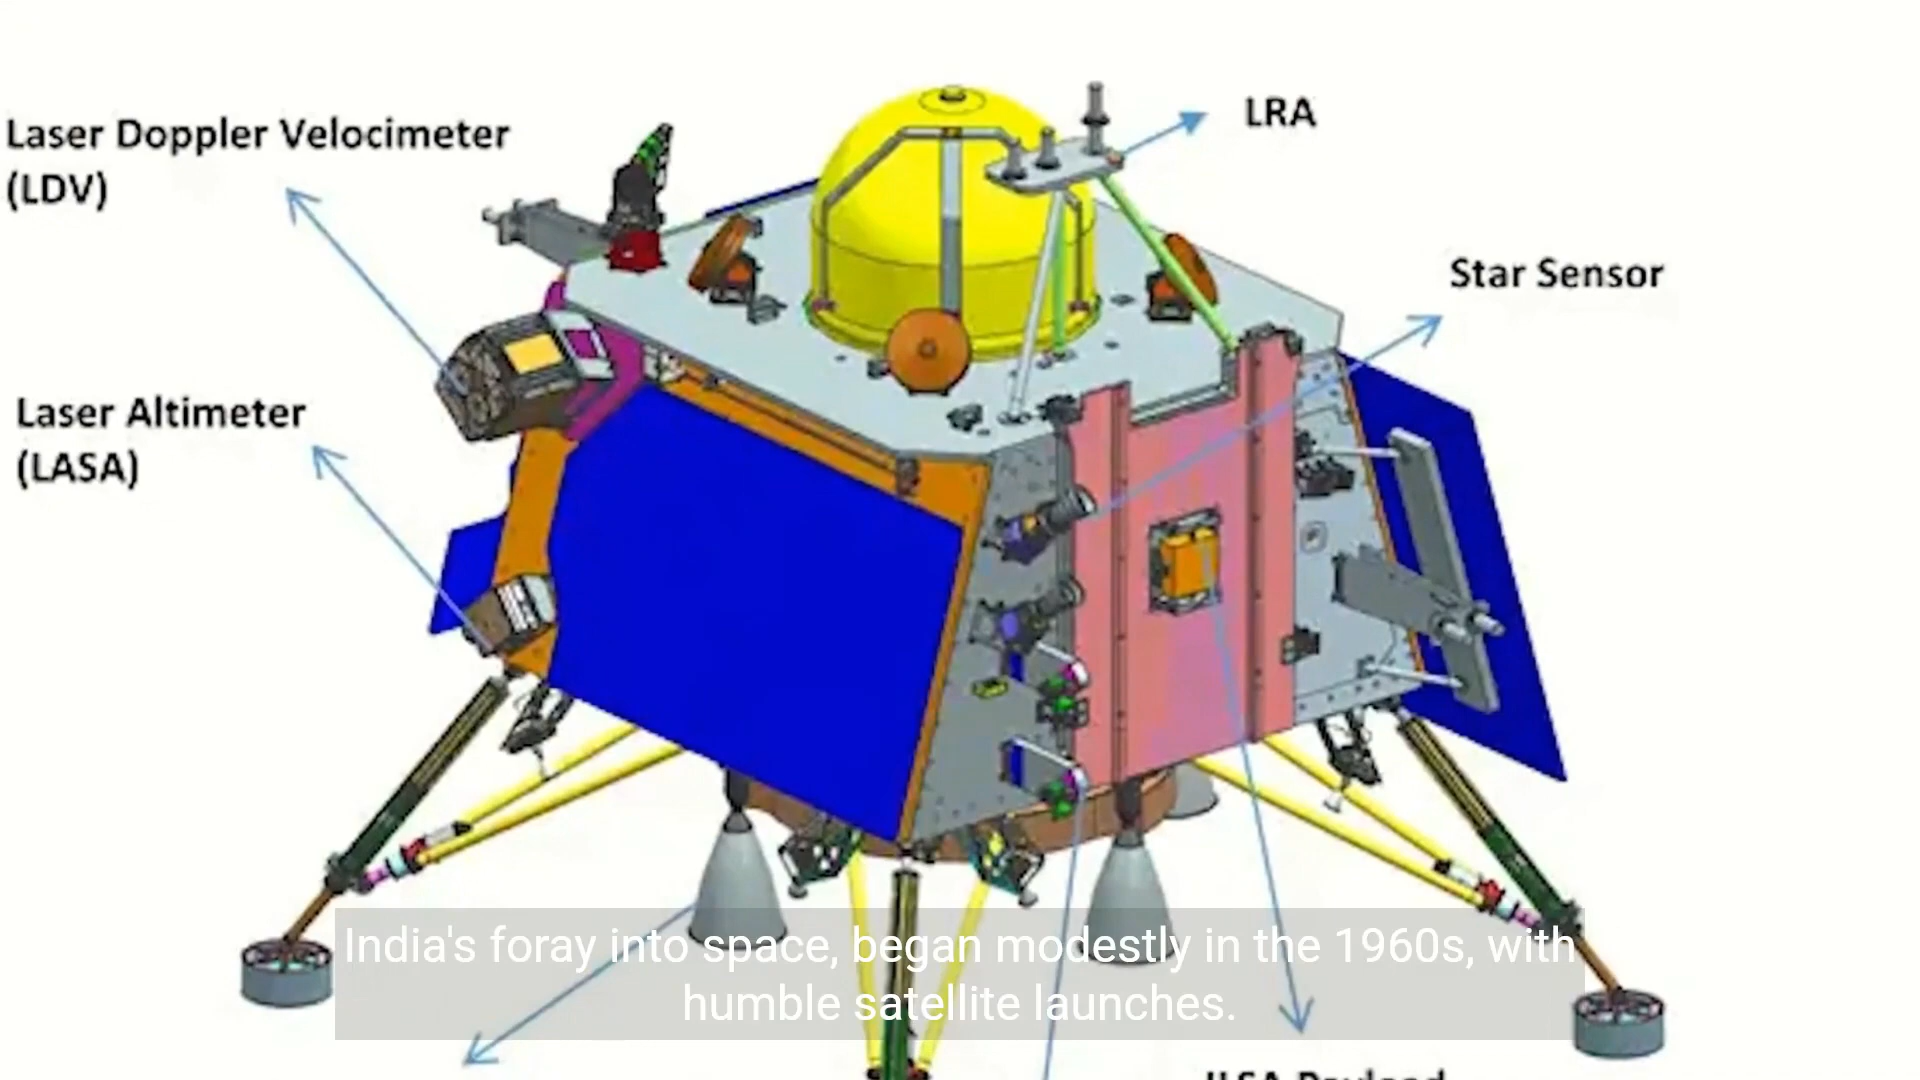 LRA
Laser Doppler Velocimeter
(LDV)
Star Sensor
Laser Altimeter
(LASA)
India's foray into space, began modestly in the 1960s, with
humble satellite launches.
Payload